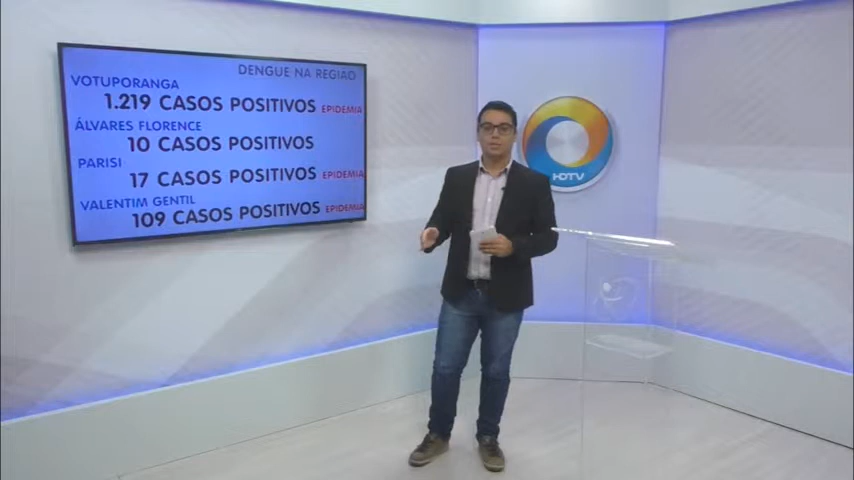 DENGUE NA REGIÃO
VOTUPORANGA
1.219 CASOS POSITIVOS EPIDEMIA
ÁLVARES FLORENCE
10 CASOS POSITIVOS
PARISI
17 CASOS POSITIVOS EPIDEMIA
VALENTIM GENTIL
109 CASOS POSITIVOS EPIDEMIA
HDTV